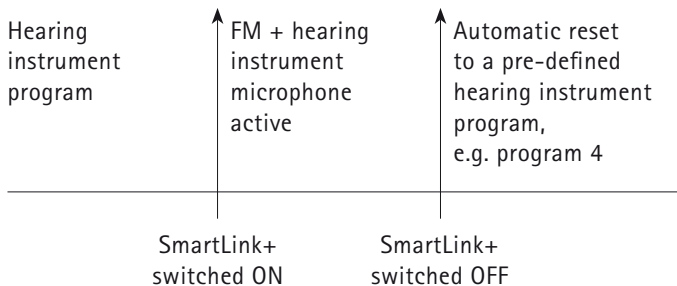 Hearing
instrument
program
FM + hearing
instrument
microphone
active
Automatic reset
to a pre-defined
hearing instrument
program,
e.g. program 4
SmartLink+
switched ON
SmartLink+
switched OFF